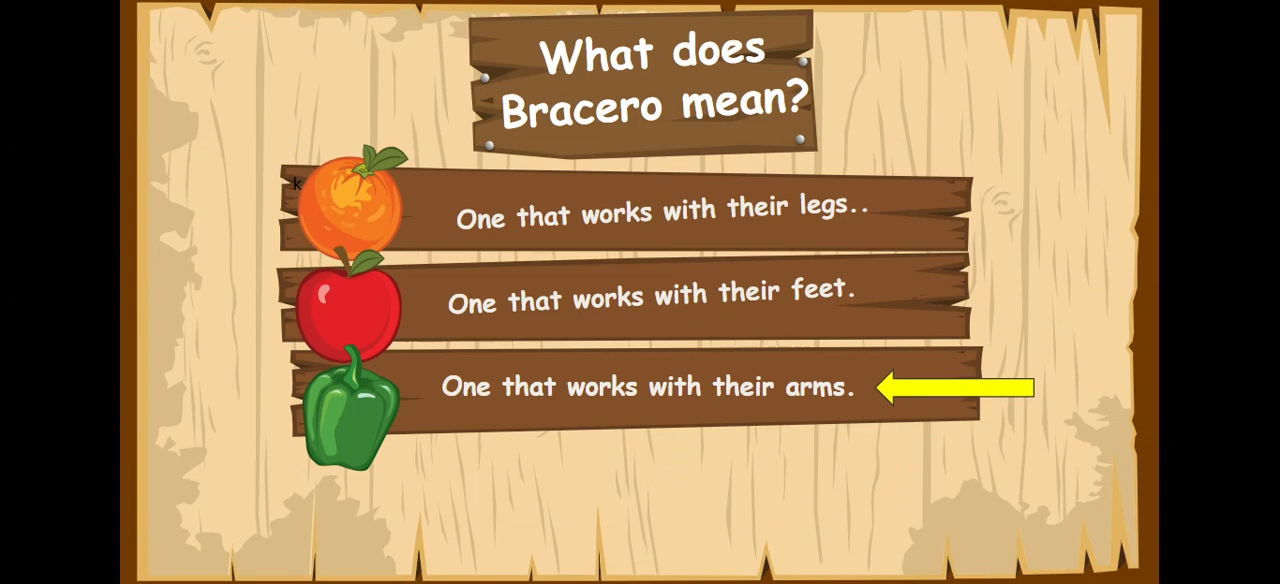 What does
Bracero mean?
k
One that works with their legs..
One that works with their feet.
One that works with their arms.